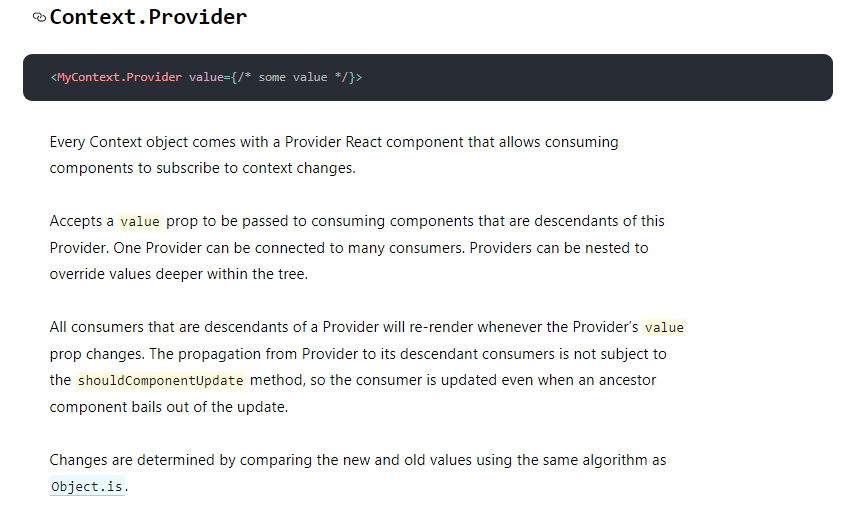 Context.Provider
<MyContext.Provider value={/* some value */}>
Every Context object comes with a Provider React component that allows consuming
components to subscribe to context changes.
Accepts a value prop to be passed to consuming components that are descendants of this
Provider. One Provider can be connected to many consumers. Providers can be nested to
override values deeper within the tree.
All consumers that are descendants of a Provider will re-render whenever the Provider’s value
prop changes. The propagation from Provider to its descendant consumers is not subject to
the shouldComponentUpdate method, so the consumer is updated even when an ancestor
component bails out of the update.
Changes are determined by comparing the new and old values using the same algorithm as
Object.is.